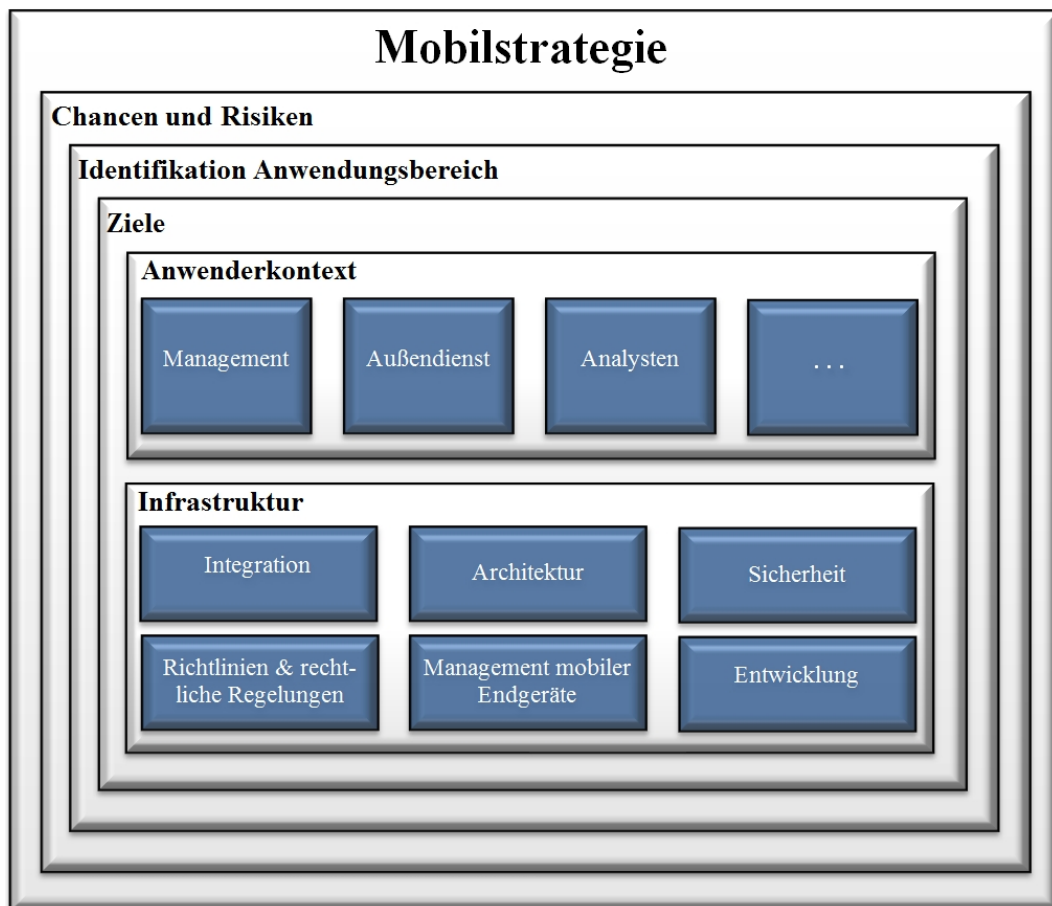 Mobilstrategie
Chancen und Risiken
Identifikation Anwendungsbereich
Ziele
Anwenderkontext
Management
Außendienst
Analysten
. . .
Infrastruktur
Integration
Architektur
Sicherheit
Richtlinien & recht-
liche Regelungen
Management mobiler
Endgeräte
Entwicklung